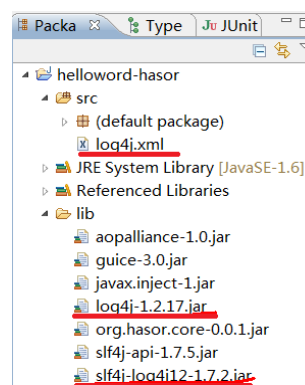 Packa Type JU JUnit
helloword-hasor
src
(default package)
log4j.xml
JRE System Library [JavaSE-1.6]
Referenced Libraries
lib
aopalliance-1.0.jar
guice-3.0.jar
javax.inject-1.jar
log4j-1.2.17.jar
org.hasor.core-0.0.1.jar
slf4j-api-1.7.5.jar
slf4j-log4j12-1.7.2.jar